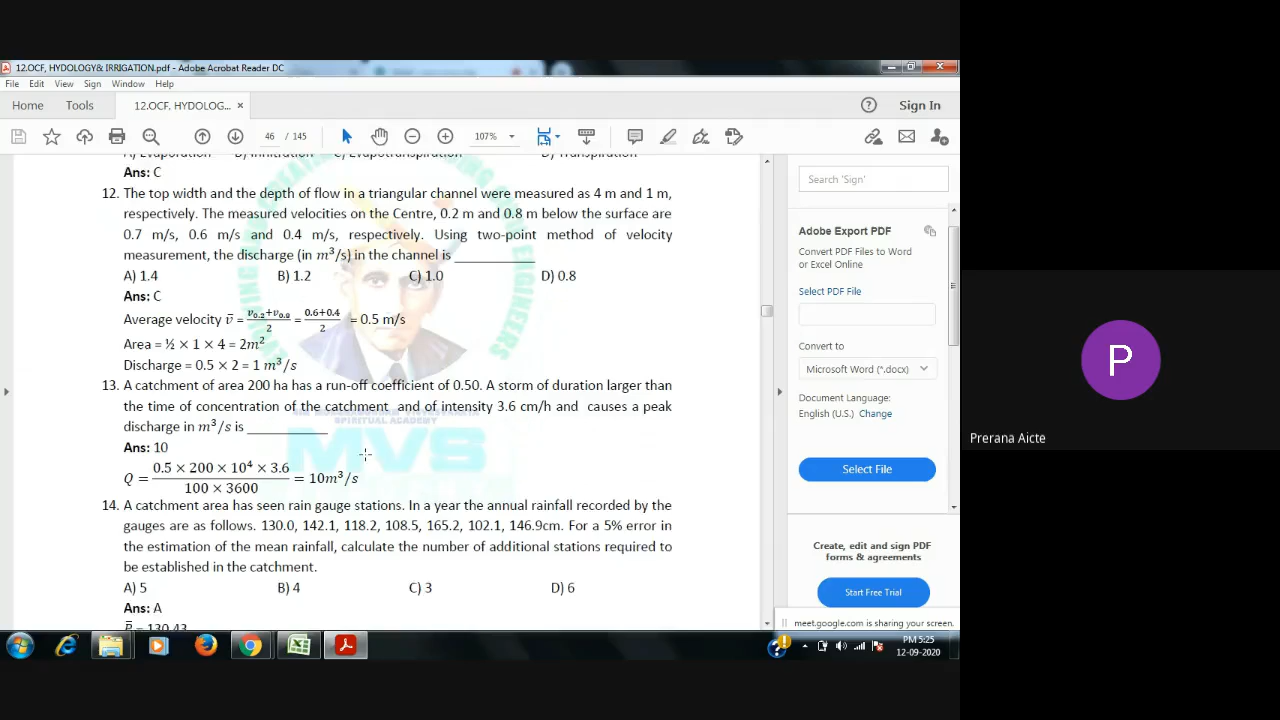 12.OCF, HYDOLOGY& IRRIGATION.pdf - Adobe Acrobat Reader DC
File Edit View Sign Window Help
Home Tools 12.OCF, HYDOLOG... × Sign In
46 / 145 107%
A) Evaporation B) Infiltration C) Evapotranspiration D) Transpiration
Ans: C
12. The top width and the depth of flow in a triangular channel were measured as 4 m and 1 m,
respectively. The measured velocities on the Centre, 0.2 m and 0.8 m below the surface are
0.7 m/s, 0.6 m/s and 0.4 m/s, respectively. Using two-point method of velocity
measurement, the discharge (in m³/s) in the channel is ____________
A) 1.4 B) 1.2 C) 1.0 D) 0.8
Ans: C
Average velocity v̄ = (v₀.₂+v₀.₈)/2 = (0.6+0.4)/2 = 0.5 m/s
Area = ½ × 1 × 4 = 2m²
Discharge = 0.5 × 2 = 1 m³/s
13. A catchment of area 200 ha has a run-off coefficient of 0.50. A storm of duration larger than
the time of concentration of the catchment and of intensity 3.6 cm/h and causes a peak
discharge in m³/s is ____________
Ans: 10
Q = (0.5 × 200 × 10⁴ × 3.6)/(100 × 3600) = 10m³/s
14. A catchment area has seen rain gauge stations. In a year the annual rainfall recorded by the
gauges are as follows. 130.0, 142.1, 118.2, 108.5, 165.2, 102.1, 146.9cm. For a 5% error in
the estimation of the mean rainfall, calculate the number of additional stations required to
be established in the catchment.
A) 5 B) 4 C) 3 D) 6
Ans: A
P̄ = 130.43
SPIRITUAL ACADEMY
MVS
Search 'Sign'
Adobe Export PDF
Convert PDF Files to Word
or Excel Online
Select PDF File
Convert to
Microsoft Word (*.docx)
Document Language:
English (U.S.) Change
Select File
Create, edit and sign PDF
forms & agreements
Start Free Trial
meet.google.com is sharing your screen.
PM 5:25
12-09-2020
P
Prerana Aicte